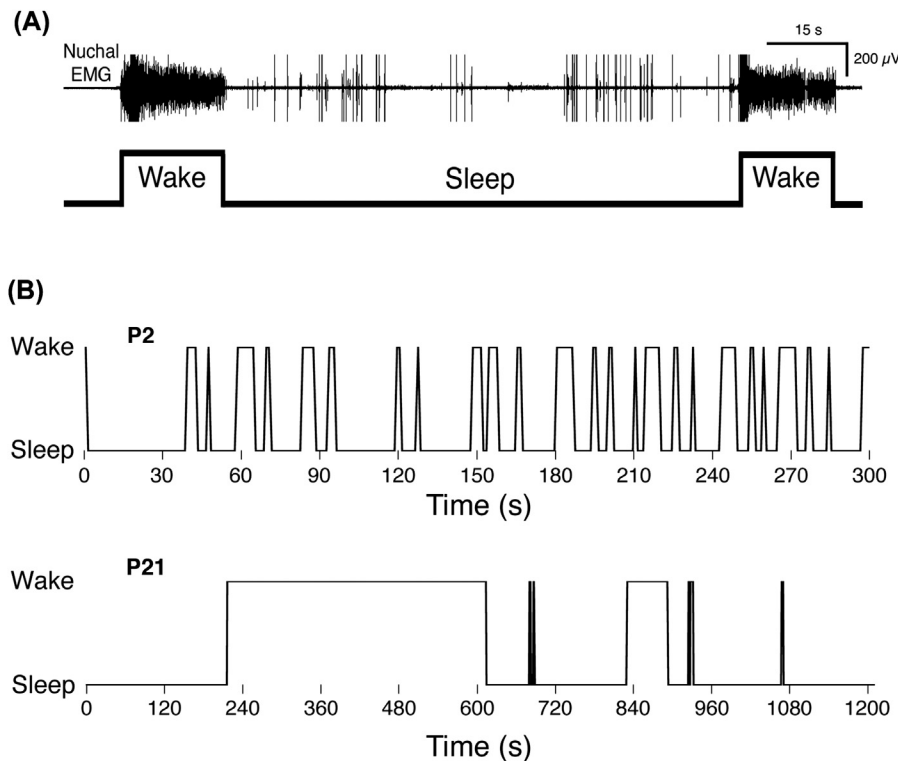 (A)
15 s
Nuchal
EMG
200 µV
Wake
Sleep
Wake
(B)
P2
Wake
Sleep
0 30 60 90 120 150 180 210 240 270 300
Time (s)
P21
Wake
Sleep
0 120 240 360 480 600 720 840 960 1080 1200
Time (s)